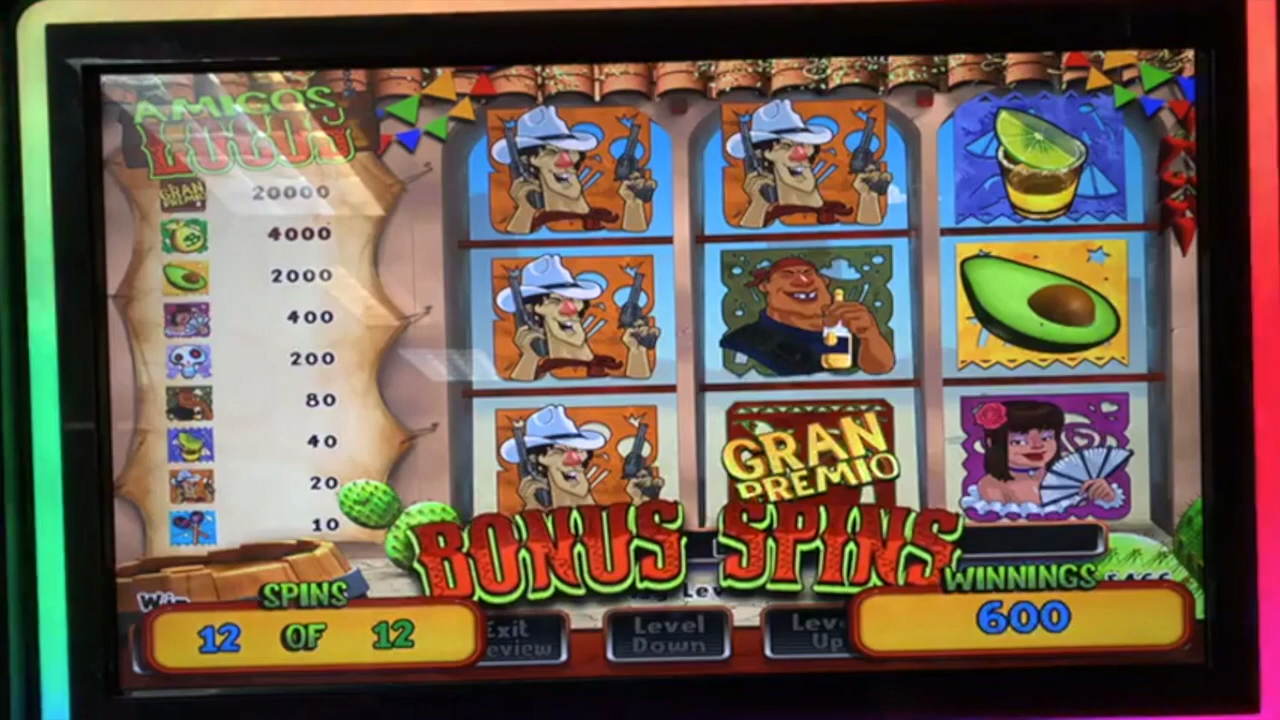 AMIGOS
LOCOS
GRAN
PREMIO
20000
4000
2000
400
200
80
40
20
10
GRAN
PREMIO
BONUS SPINS
SPINS
12 OF 12
Win
Exit
Review
Level
Down
Level
Up
WINNINGS
600